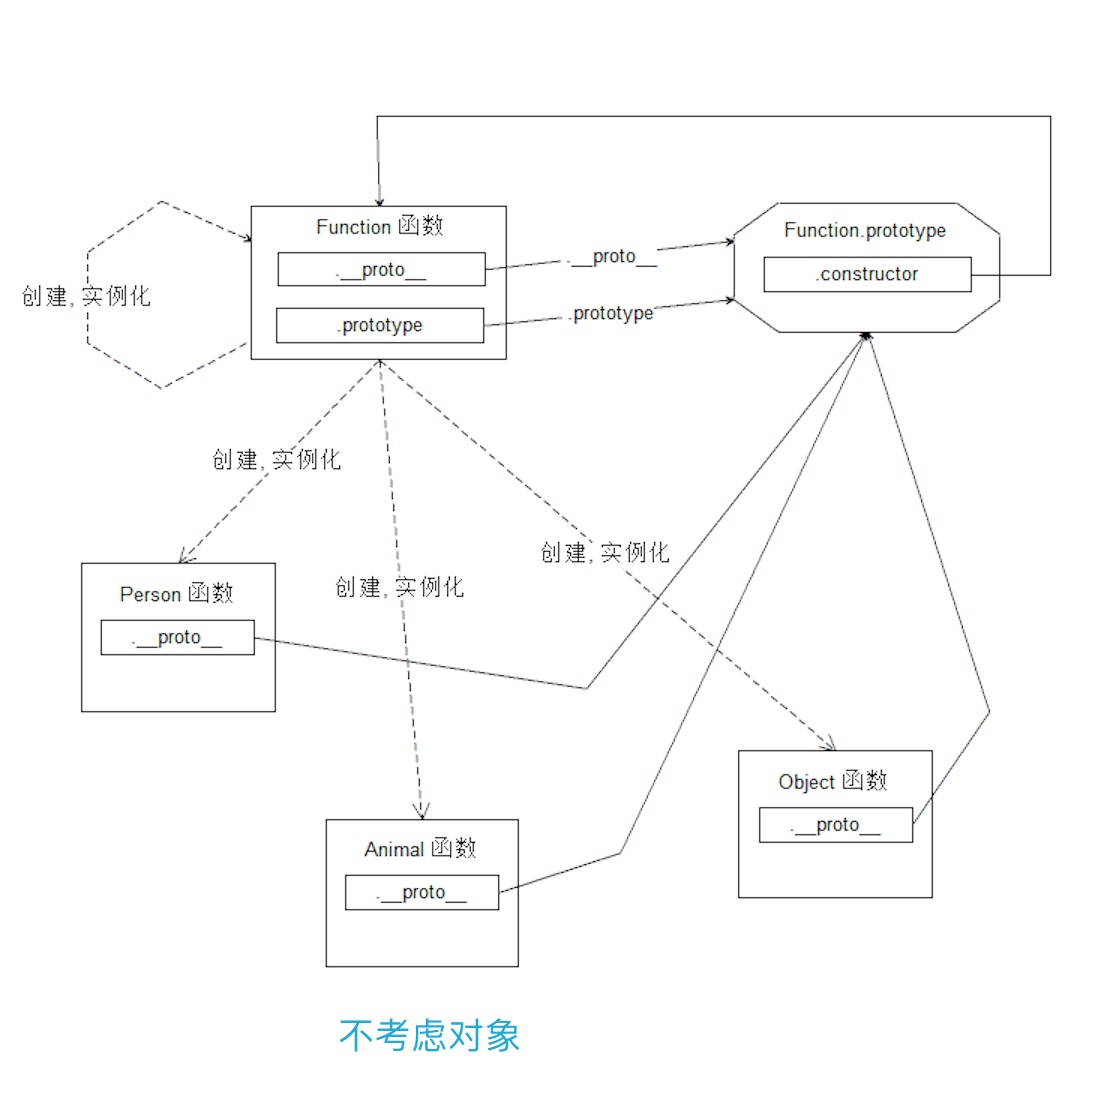 Function 函数
.__proto__
.prototype
.__proto__
.prototype
Function.prototype
.constructor
创建, 实例化
创建, 实例化
创建, 实例化
创建, 实例化
Person 函数
.__proto__
Animal 函数
.__proto__
Object 函数
.__proto__
不考虑对象